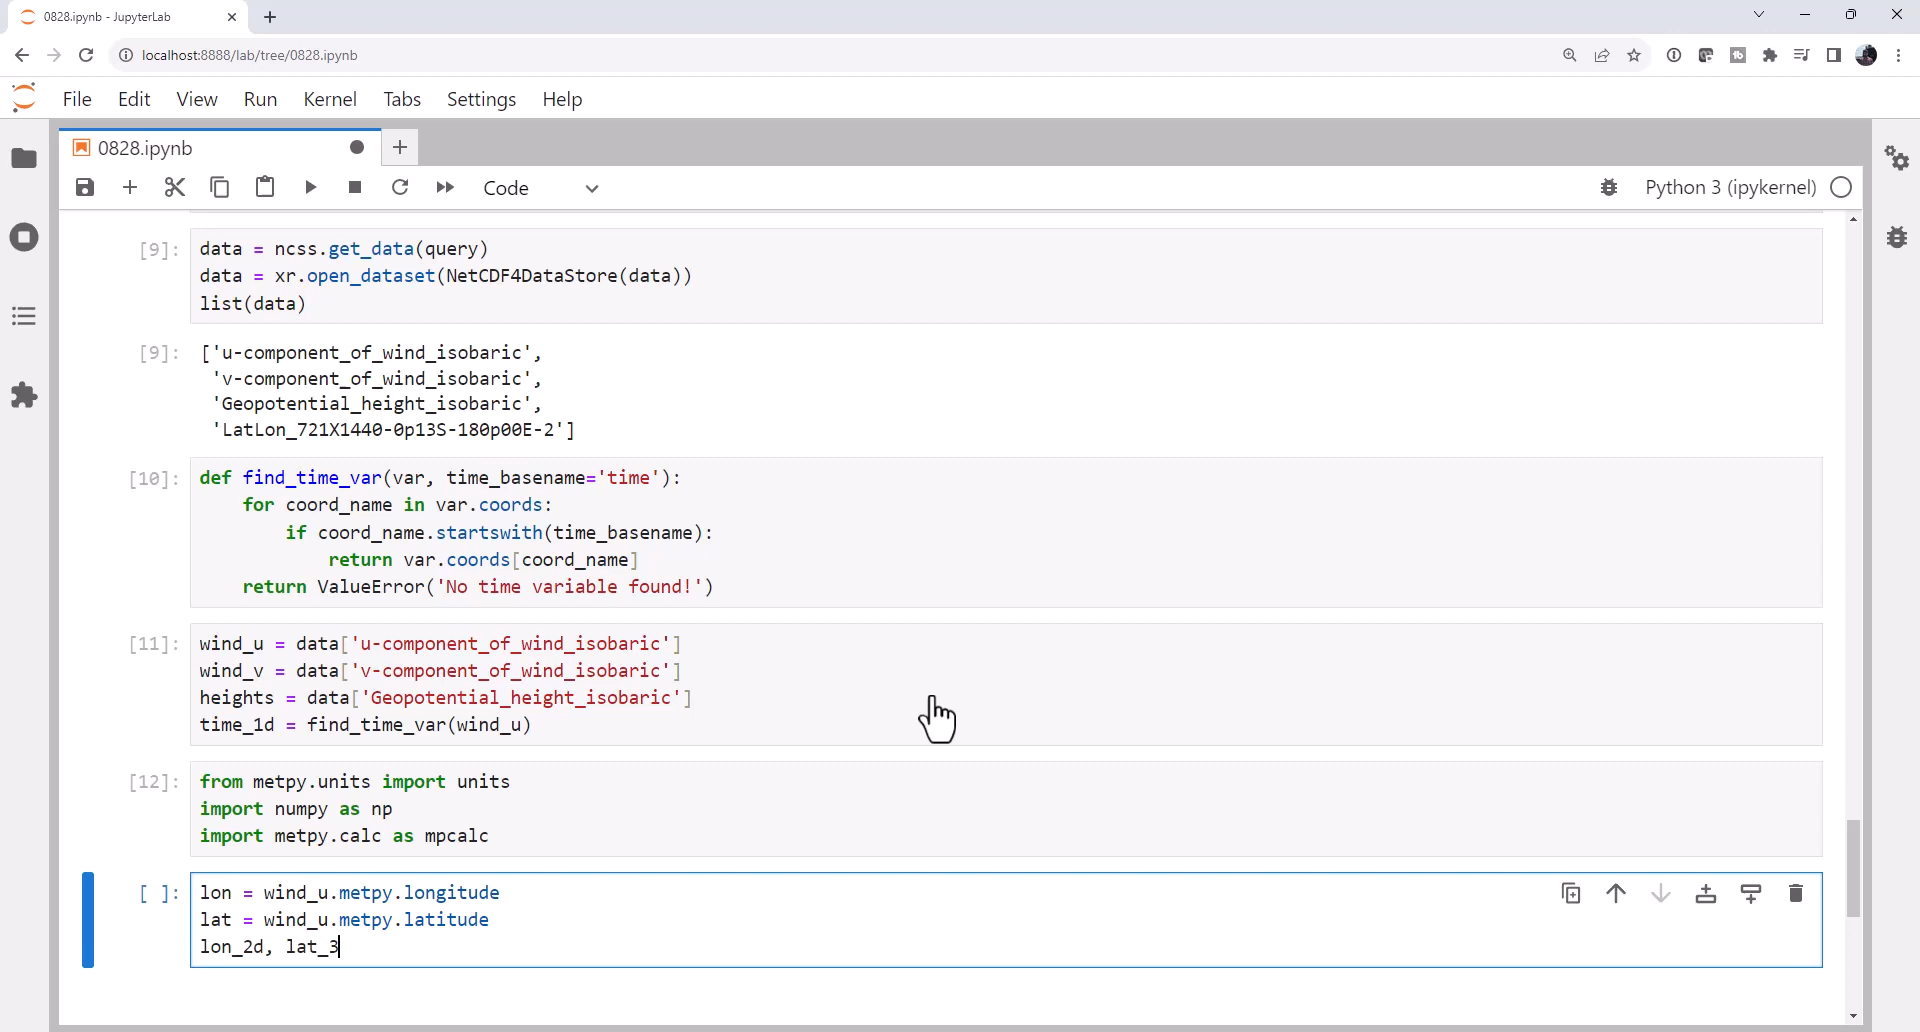 0828.ipynb - JupyterLab
localhost:8888/lab/tree/0828.ipynb
File Edit View Run Kernel Tabs Settings Help
0828.ipynb
Code
Python 3 (ipykernel)
[9]: data = ncss.get_data(query)
data = xr.open_dataset(NetCDF4DataStore(data))
list(data)
[9]: ['u-component_of_wind_isobaric',
'v-component_of_wind_isobaric',
'Geopotential_height_isobaric',
'LatLon_721X1440-0p13S-180p00E-2']
[10]: def find_time_var(var, time_basename='time'):
for coord_name in var.coords:
if coord_name.startswith(time_basename):
return var.coords[coord_name]
return ValueError('No time variable found!')
[11]: wind_u = data['u-component_of_wind_isobaric']
wind_v = data['v-component_of_wind_isobaric']
heights = data['Geopotential_height_isobaric']
time_1d = find_time_var(wind_u)
[12]: from metpy.units import units
import numpy as np
import metpy.calc as mpcalc
[ ]: lon = wind_u.metpy.longitude
lat = wind_u.metpy.latitude
lon_2d, lat_3